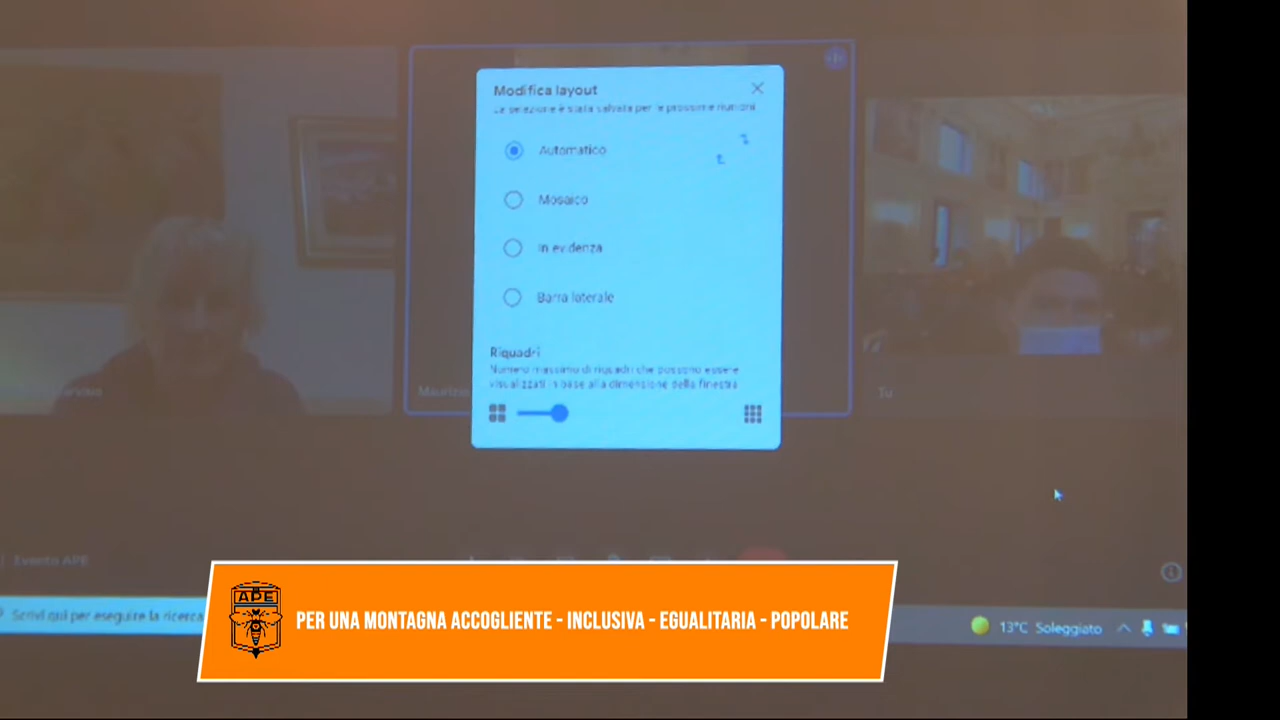 Modifica layout
La selezione è stata salvata per le prossime riunioni
Automatico
Mosaico
In evidenza
Barra laterale
Riquadri
Numero massimo di riquadri che possono essere
visualizzati in base alla dimensione della finestra
Maurizio
Tu
Evento APE
Scrivi qui per eseguire la ricerca
13°C Soleggiato
APE
PER UNA MONTAGNA ACCOGLIENTE - INCLUSIVA - EGUALITARIA - POPOLARE